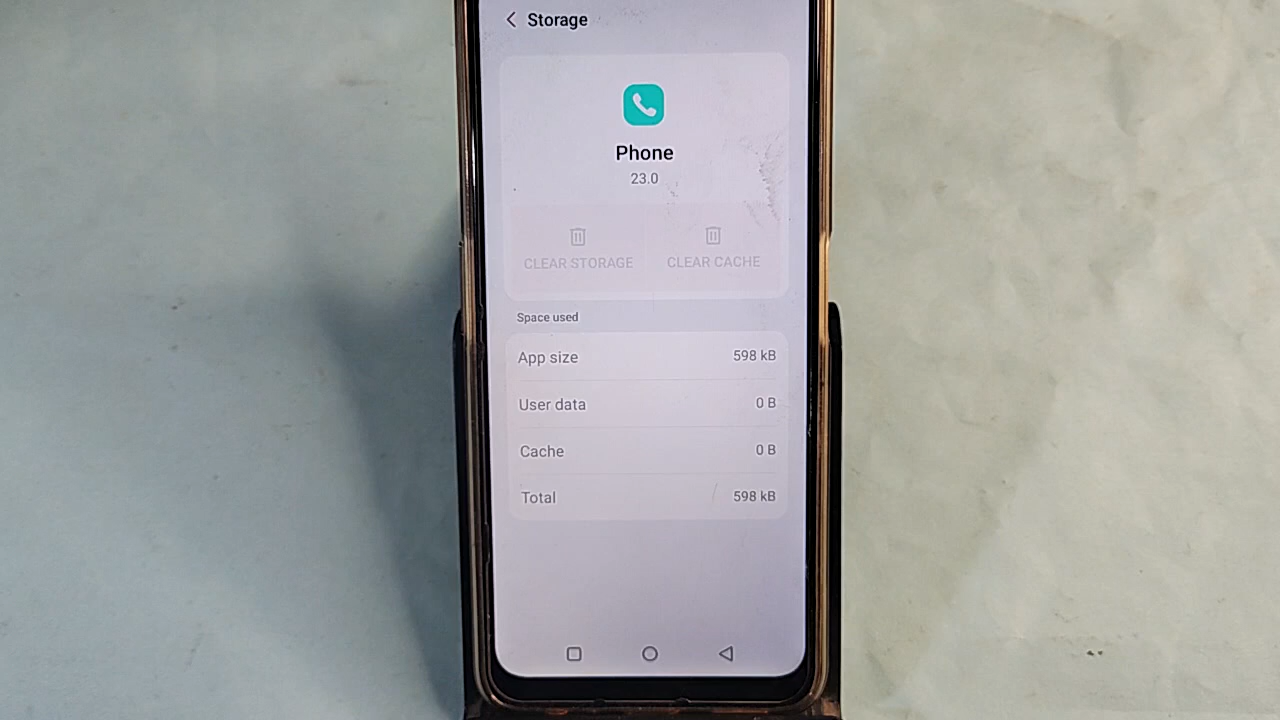 Storage
Phone
23.0
CLEAR STORAGE CLEAR CACHE
Space used
App size 598 kB
User data 0 B
Cache 0 B
Total 598 kB